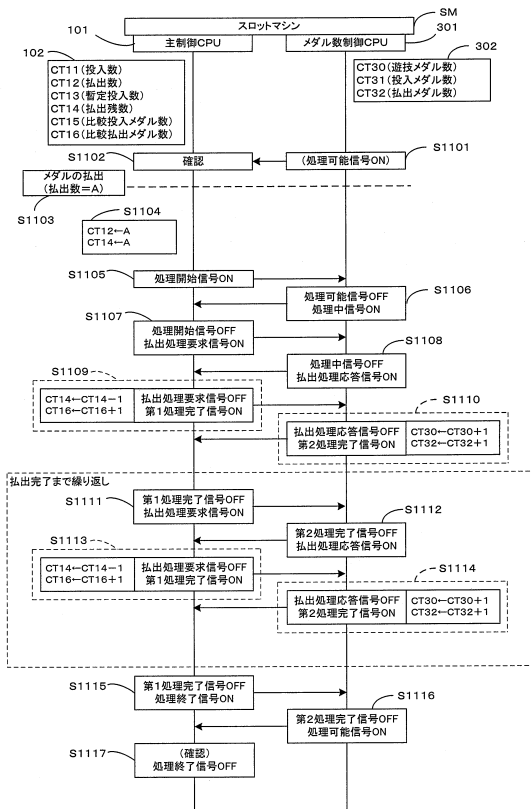 スロットマシン
SM
101
主制御CPU
メダル数制御CPU
301
102
CT11(投入数)
CT12(払出数)
CT13(暫定投入数)
CT14(払出残数)
CT15(比較投入メダル数)
CT16(比較払出メダル数)
302
CT30(遊技メダル数)
CT31(投入メダル数)
CT32(払出メダル数)
S1102
確認
(処理可能信号ON)
S1101
メダルの払出
(払出数=A)
S1103
S1104
CT12←A
CT14←A
S1105
処理開始信号ON
処理可能信号OFF
処理中信号ON
S1106
S1107
処理開始信号OFF
払出処理要求信号ON
S1108
処理中信号OFF
払出処理応答信号ON
S1109
CT14←CT14−1
CT16←CT16+1
払出処理要求信号OFF
第1処理完了信号ON
S1110
払出処理応答信号OFF
第2処理完了信号ON
CT30←CT30+1
CT32←CT32+1
払出完了まで繰り返し
S1111
第1処理完了信号OFF
払出処理要求信号ON
S1112
第2処理完了信号OFF
払出処理応答信号ON
S1113
CT14←CT14−1
CT16←CT16+1
払出処理要求信号OFF
第1処理完了信号ON
S1114
払出処理応答信号OFF
第2処理完了信号ON
CT30←CT30+1
CT32←CT32+1
S1115
第1処理完了信号OFF
処理終了信号ON
S1116
第2処理完了信号OFF
処理可能信号ON
S1117
(確認)
処理終了信号OFF